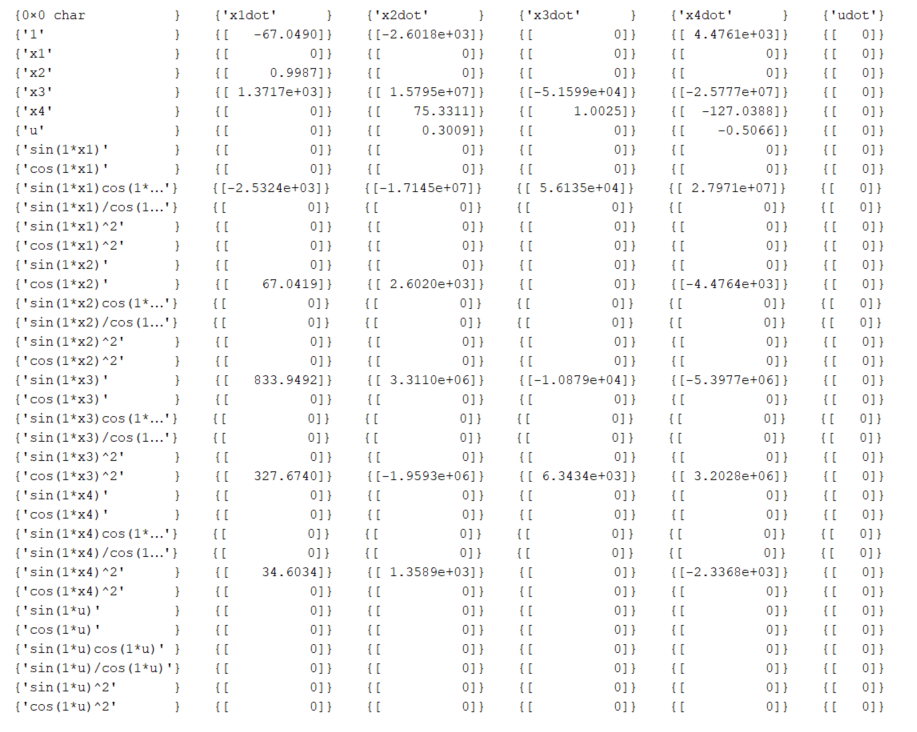 {0×0 char } {'x1dot' } {'x2dot' } {'x3dot' } {'x4dot' } {'udot'}
{'1' } {[ -67.0490]} {[-2.6018e+03]} {[ 0]} {[ 4.4761e+03]} {[ 0]}
{'x1' } {[ 0]} {[ 0]} {[ 0]} {[ 0]} {[ 0]}
{'x2' } {[ 0.9987]} {[ 0]} {[ 0]} {[ 0]} {[ 0]}
{'x3' } {[ 1.3717e+03]} {[ 1.5795e+07]} {[-5.1599e+04]} {[-2.5777e+07]} {[ 0]}
{'x4' } {[ 0]} {[ 75.3311]} {[ 1.0025]} {[ -127.0388]} {[ 0]}
{'u' } {[ 0]} {[ 0.3009]} {[ 0]} {[ -0.5066]} {[ 0]}
{'sin(1*x1)' } {[ 0]} {[ 0]} {[ 0]} {[ 0]} {[ 0]}
{'cos(1*x1)' } {[ 0]} {[ 0]} {[ 0]} {[ 0]} {[ 0]}
{'sin(1*x1)cos(1*…'} {[-2.5324e+03]} {[-1.7145e+07]} {[ 5.6135e+04]} {[ 2.7971e+07]} {[ 0]}
{'sin(1*x1)/cos(1…'} {[ 0]} {[ 0]} {[ 0]} {[ 0]} {[ 0]}
{'sin(1*x1)^2' } {[ 0]} {[ 0]} {[ 0]} {[ 0]} {[ 0]}
{'cos(1*x1)^2' } {[ 0]} {[ 0]} {[ 0]} {[ 0]} {[ 0]}
{'sin(1*x2)' } {[ 0]} {[ 0]} {[ 0]} {[ 0]} {[ 0]}
{'cos(1*x2)' } {[ 67.0419]} {[ 2.6020e+03]} {[ 0]} {[-4.4764e+03]} {[ 0]}
{'sin(1*x2)cos(1*…'} {[ 0]} {[ 0]} {[ 0]} {[ 0]} {[ 0]}
{'sin(1*x2)/cos(1…'} {[ 0]} {[ 0]} {[ 0]} {[ 0]} {[ 0]}
{'sin(1*x2)^2' } {[ 0]} {[ 0]} {[ 0]} {[ 0]} {[ 0]}
{'cos(1*x2)^2' } {[ 0]} {[ 0]} {[ 0]} {[ 0]} {[ 0]}
{'sin(1*x3)' } {[ 833.9492]} {[ 3.3110e+06]} {[-1.0879e+04]} {[-5.3977e+06]} {[ 0]}
{'cos(1*x3)' } {[ 0]} {[ 0]} {[ 0]} {[ 0]} {[ 0]}
{'sin(1*x3)cos(1*…'} {[ 0]} {[ 0]} {[ 0]} {[ 0]} {[ 0]}
{'sin(1*x3)/cos(1…'} {[ 0]} {[ 0]} {[ 0]} {[ 0]} {[ 0]}
{'sin(1*x3)^2' } {[ 0]} {[ 0]} {[ 0]} {[ 0]} {[ 0]}
{'cos(1*x3)^2' } {[ 327.6740]} {[-1.9593e+06]} {[ 6.3434e+03]} {[ 3.2028e+06]} {[ 0]}
{'sin(1*x4)' } {[ 0]} {[ 0]} {[ 0]} {[ 0]} {[ 0]}
{'cos(1*x4)' } {[ 0]} {[ 0]} {[ 0]} {[ 0]} {[ 0]}
{'sin(1*x4)cos(1*…'} {[ 0]} {[ 0]} {[ 0]} {[ 0]} {[ 0]}
{'sin(1*x4)/cos(1…'} {[ 0]} {[ 0]} {[ 0]} {[ 0]} {[ 0]}
{'sin(1*x4)^2' } {[ 34.6034]} {[ 1.3589e+03]} {[ 0]} {[-2.3368e+03]} {[ 0]}
{'cos(1*x4)^2' } {[ 0]} {[ 0]} {[ 0]} {[ 0]} {[ 0]}
{'sin(1*u)' } {[ 0]} {[ 0]} {[ 0]} {[ 0]} {[ 0]}
{'cos(1*u)' } {[ 0]} {[ 0]} {[ 0]} {[ 0]} {[ 0]}
{'sin(1*u)cos(1*u)' } {[ 0]} {[ 0]} {[ 0]} {[ 0]} {[ 0]}
{'sin(1*u)/cos(1*u)'} {[ 0]} {[ 0]} {[ 0]} {[ 0]} {[ 0]}
{'sin(1*u)^2' } {[ 0]} {[ 0]} {[ 0]} {[ 0]} {[ 0]}
{'cos(1*u)^2' } {[ 0]} {[ 0]} {[ 0]} {[ 0]} {[ 0]}